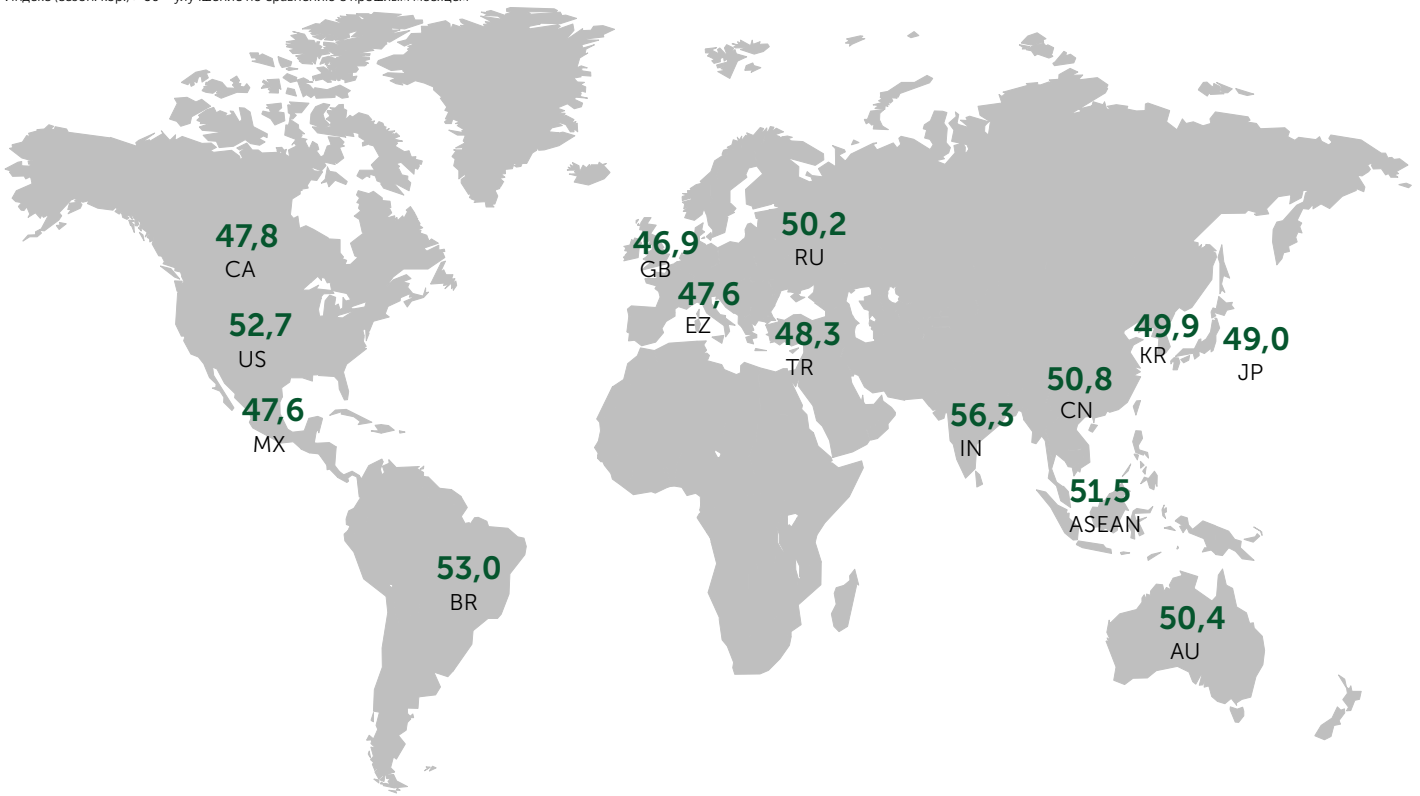 47,8
CA
52,7
US
47,6
MX
53,0
BR
46,9
GB
47,6
EZ
50,2
RU
48,3
TR
56,3
IN
50,8
CN
49,9
KR
49,0
JP
51,5
ASEAN
50,4
AU